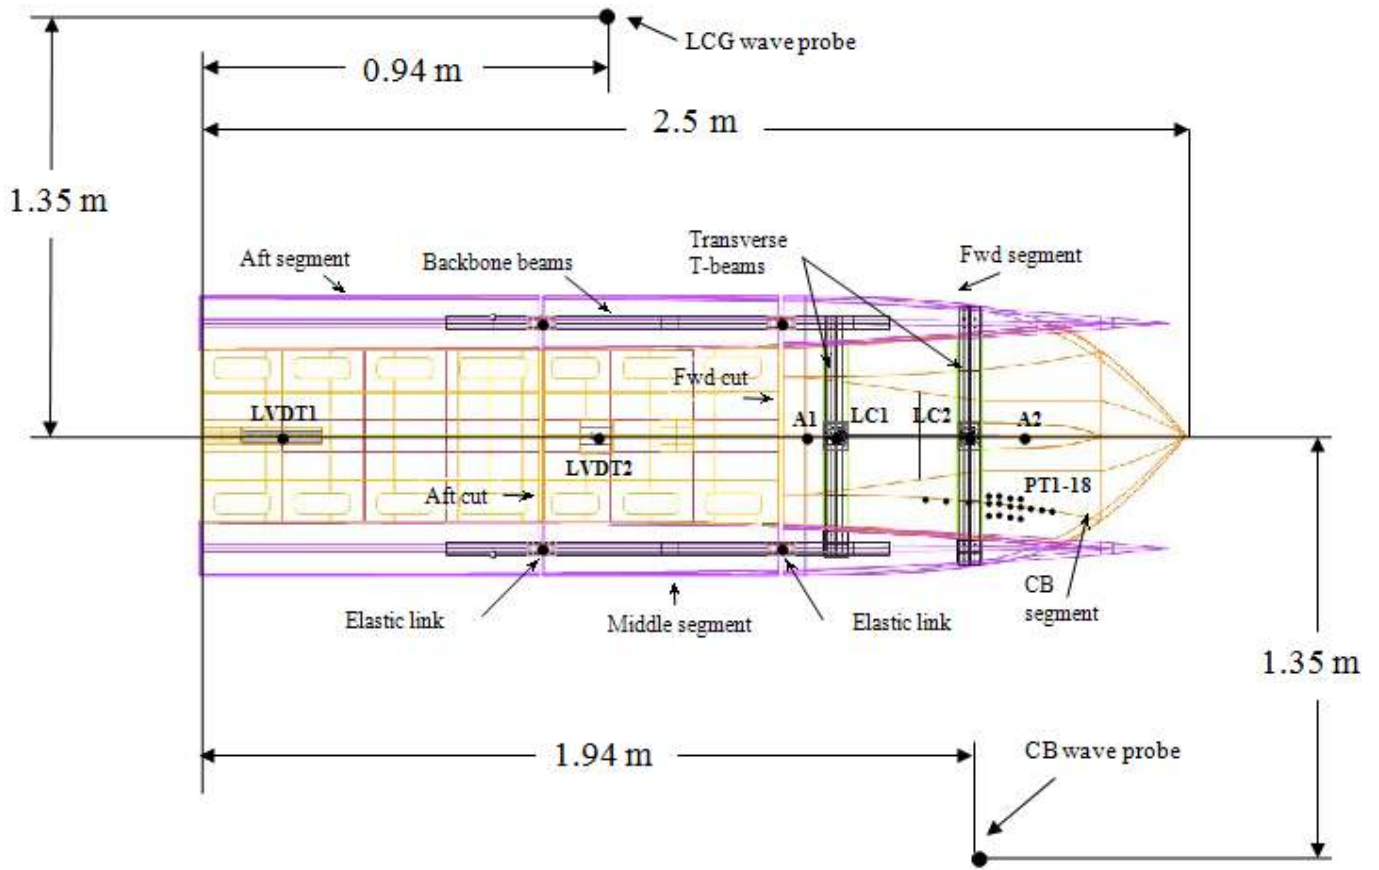 LCG wave probe
0.94 m
2.5 m
1.35 m
Aft segment
Backbone beams
Transverse
T-beams
Fwd segment
Fwd cut
LVDT1
A1
LC1
LC2
A2
LVDT2
Aft cut
PT1-18
Elastic link
Middle segment
Elastic link
CB
segment
1.35 m
1.94 m
CB wave probe